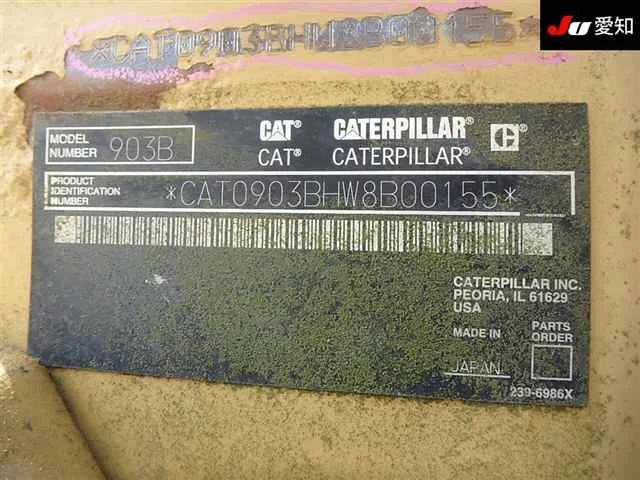 JU 愛知
*CAT0903BHW8B00155*
MODEL NUMBER 903B
CAT® CATERPILLAR®
CAT® CATERPILLAR®
PRODUCT IDENTIFICATION NUMBER *CAT0903BHW8B00155*
CATERPILLAR INC.
PEORIA, IL 61629
USA
MADE IN
JAPAN
PARTS ORDER
239-6986X